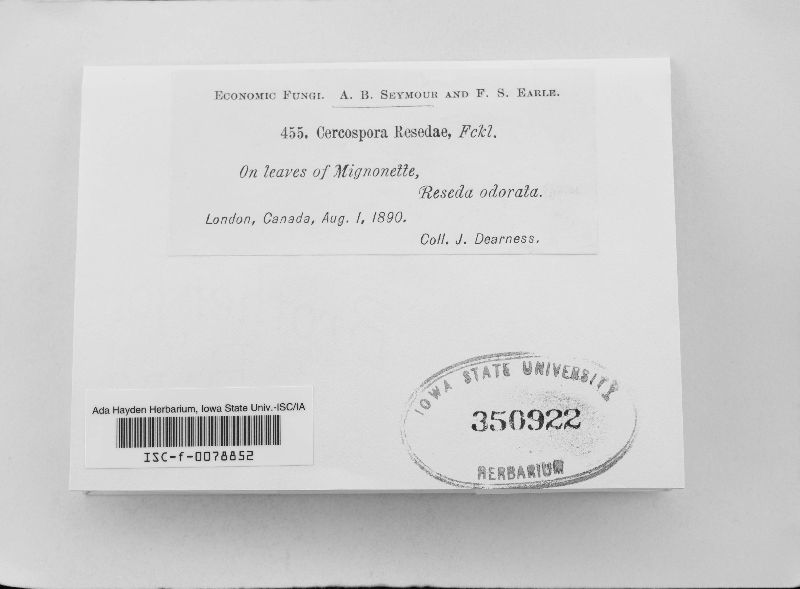 Economic Fungi. A. B. Seymour and F. S. Earle.
455. Cercospora Resedae, Fckl.
On leaves of Mignonette,
Reseda odorata.
London, Canada, Aug. 1, 1890.
Coll. J. Dearness.
Ada Hayden Herbarium, Iowa State Univ.-ISC/IA
ISC-f-0078852
IOWA STATE UNIVERSITY
350922
HERBARIUM